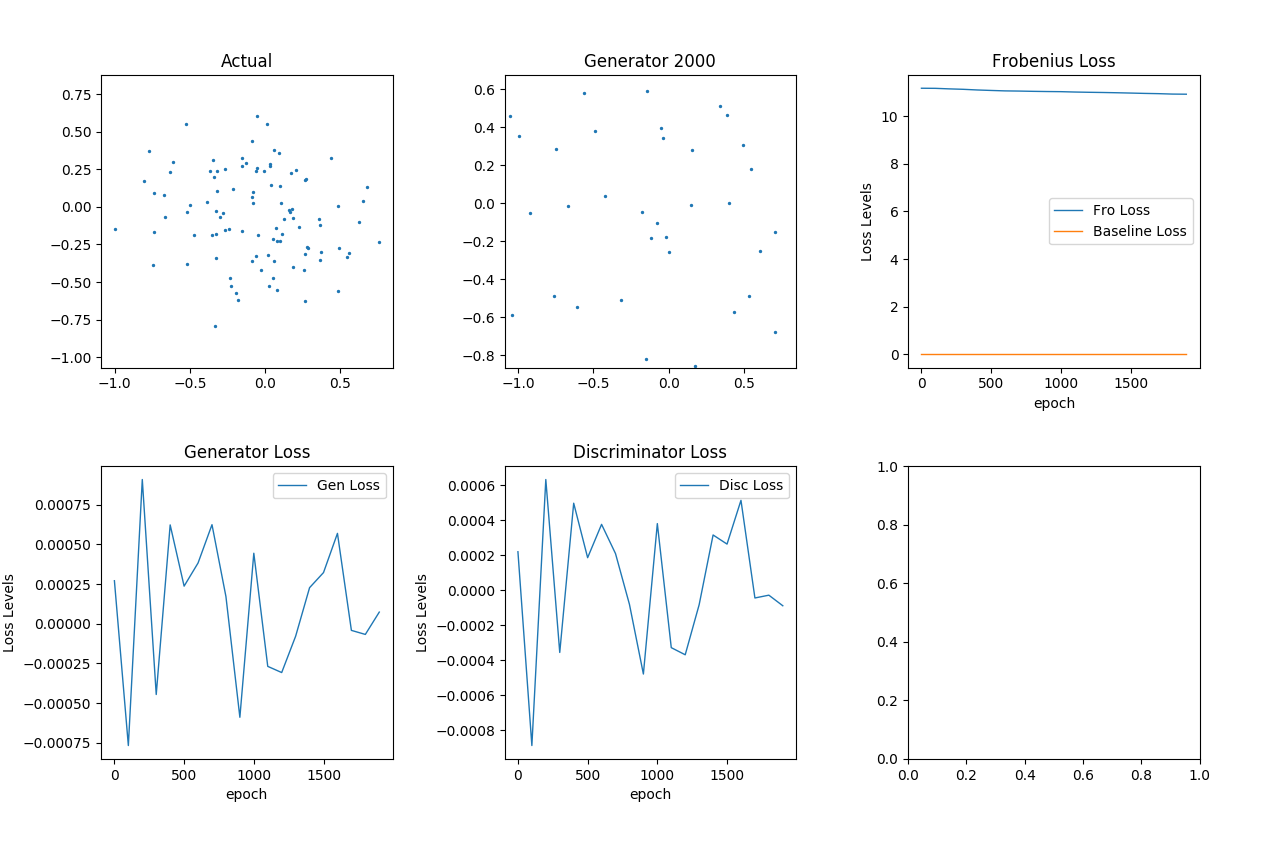 Actual
0.75
0.50
0.25
0.00
−0.25
−0.50
−0.75
−1.00
−1.0 −0.5 0.0 0.5
Generator 2000
0.6
0.4
0.2
0.0
−0.2
−0.4
−0.6
−0.8
−1.0 −0.5 0.0 0.5
Frobenius Loss
Loss Levels
10
8
6
4
2
0
Fro Loss
Baseline Loss
0 500 1000 1500
epoch
Generator Loss
Loss Levels
0.00075
0.00050
0.00025
0.00000
−0.00025
−0.00050
−0.00075
Gen Loss
0 500 1000 1500
epoch
Discriminator Loss
Loss Levels
0.0006
0.0004
0.0002
0.0000
−0.0002
−0.0004
−0.0006
−0.0008
Disc Loss
0 500 1000 1500
epoch
1.0
0.8
0.6
0.4
0.2
0.0
0.0 0.2 0.4 0.6 0.8 1.0